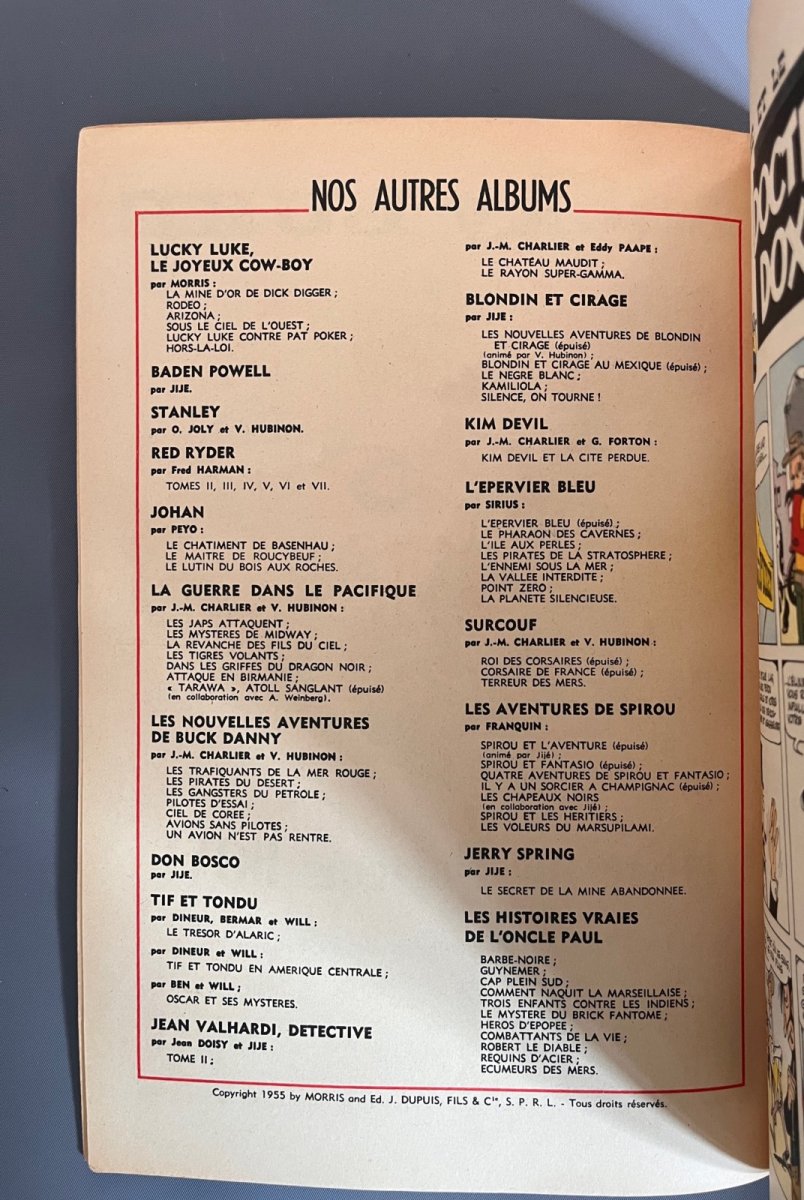 NOS AUTRES ALBUMS
LUCKY LUKE,
LE JOYEUX COW-BOY
par MORRIS :
LA MINE D'OR DE DICK DIGGER ;
RODEO ;
ARIZONA ;
SOUS LE CIEL DE L'OUEST ;
LUCKY LUKE CONTRE PAT POKER ;
HORS-LA-LOI.
BADEN POWELL
par JIJE.
STANLEY
par O. JOLY et V. HUBINON.
RED RYDER
par Fred HARMAN :
TOMES II, III, IV, V, VI et VII.
JOHAN
par PEYO :
LE CHATIMENT DE BASENHAU ;
LE MAITRE DE ROUCYBEUF ;
LE LUTIN DU BOIS AUX ROCHES.
LA GUERRE DANS LE PACIFIQUE
par J.-M. CHARLIER et V. HUBINON :
LES JAPS ATTAQUENT ;
LES MYSTERES DE MIDWAY ;
LA REVANCHE DES FILS DU CIEL ;
LES TIGRES VOLANTS ;
DANS LES GRIFFES DU DRAGON NOIR ;
ATTAQUE EN BIRMANIE ;
« TARAWA », ATOLL SANGLANT (épuisé)
(en collaboration avec A. Weinberg).
LES NOUVELLES AVENTURES
DE BUCK DANNY
par J.-M. CHARLIER et V. HUBINON :
LES TRAFIQUANTS DE LA MER ROUGE ;
LES PIRATES DU DESERT ;
LES GANGSTERS DU PETROLE ;
PILOTES D'ESSAI ;
CIEL DE COREE ;
AVIONS SANS PILOTES ;
UN AVION N'EST PAS RENTRE.
DON BOSCO
par JIJE.
TIF ET TONDU
par DINEUR, BERMAR et WILL :
LE TRESOR D'ALARIC ;
par DINEUR et WILL :
TIF ET TONDU EN AMERIQUE CENTRALE ;
par BEN et WILL ;
OSCAR ET SES MYSTERES.
JEAN VALHARDI, DETECTIVE
par Jean DOISY et JIJE :
TOME II ;
par J.-M. CHARLIER et Eddy PAAPE :
LE CHATÉAU MAUDIT ;
LE RAYON SUPER-GAMMA.
BLONDIN ET CIRAGE
par JIJE :
LES NOUVELLES AVENTURES DE BLONDIN
ET CIRAGE (épuisé)
(animé par V. Hubinon) ;
BLONDIN ET CIRAGE AU MEXIQUE (épuisé) ;
LE NEGRE BLANC ;
KAMILIOLA ;
SILENCE, ON TOURNE !
KIM DEVIL
par J.-M. CHARLIER et G. FORTON :
KIM DEVIL ET LA CITE PERDUE.
L'EPERVIER BLEU
par SIRIUS :
L'EPERVIER BLEU (épuisé) ;
LE PHARAON DES CAVERNES ;
L'ILE AUX PERLES ;
LES PIRATES DE LA STRATOSPHERE ;
L'ENNEMI SOUS LA MER ;
LA VALLEE INTERDITE ;
POINT ZERO ;
LA PLANETE SILENCIEUSE.
SURCOUF
par J.-M. CHARLIER et V. HUBINON :
ROI DES CORSAIRES (épuisé) ;
CORSAIRE DE FRANCE (épuisé) ;
TERREUR DES MERS.
LES AVENTURES DE SPIROU
par FRANQUIN :
SPIROU ET L'AVENTURE (épuisé)
(animé par Jijé) ;
SPIROU ET FANTASIO (épuisé) ;
QUATRE AVENTURES DE SPIROU ET FANTASIO ;
IL Y A UN SORCIER A CHAMPIGNAC (épuisé) ;
LES CHAPEAUX NOIRS
(en collaboration avec Jijé) ;
SPIROU ET LES HERITIERS ;
LES VOLEURS DU MARSUPILAMI.
JERRY SPRING
par JIJE :
LE SECRET DE LA MINE ABANDONNEE.
LES HISTOIRES VRAIES
DE L'ONCLE PAUL
BARBE-NOIRE ;
GUYNEMER ;
CAP PLEIN SUD ;
COMMENT NAQUIT LA MARSEILLAISE ;
TROIS ENFANTS CONTRE LES INDIENS ;
LE MYSTERE DU BRICK FANTOME ;
HEROS D'EPOPEE ;
COMBATTANTS DE LA VIE ;
ROBERT LE DIABLE ;
REQUINS D'ACIER ;
ECUMEURS DES MERS.
Copyright 1955 by MORRIS and Ed. J. DUPUIS, FILS & Cie, S. P. R. L. - Tous droits réservés.
ET LE